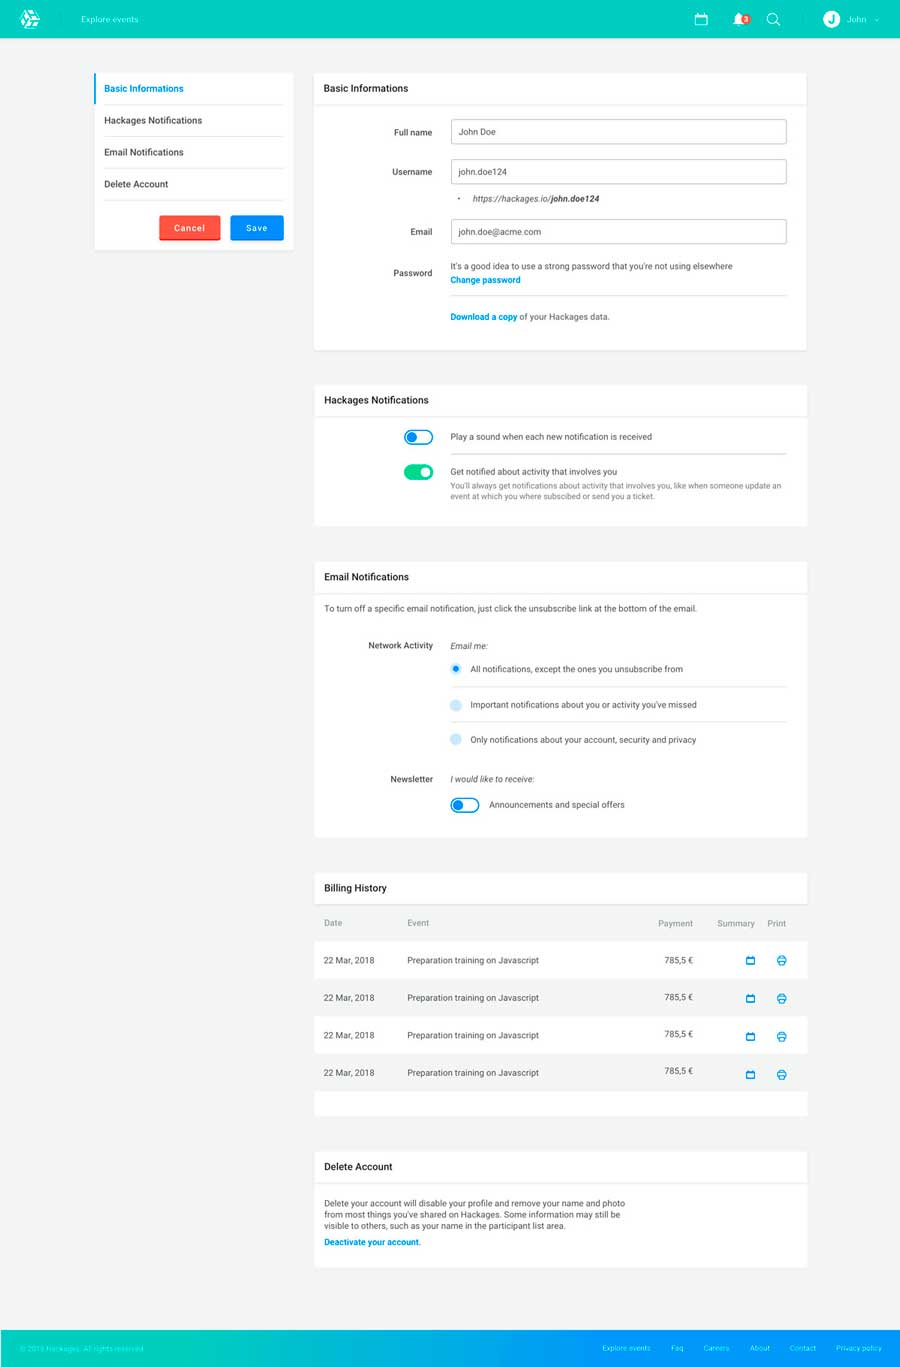 Explore events
3
J
John
Basic Informations
Hackages Notifications
Email Notifications
Delete Account
Cancel
Save
Basic Informations
Full name
John Doe
Username
john.doe124
https://hackages.io/john.doe124
Email
john.doe@acme.com
Password
It's a good idea to use a strong password that you're not using elsewhere
Change password
Download a copy of your Hackages data.
Hackages Notifications
Play a sound when each new notification is received
Get notified about activity that involves you
You'll always get notifications about activity that involves you, like when someone update an
event at which you where subscibed or send you a ticket.
Email Notifications
To turn off a specific email notification, just click the unsubscribe link at the bottom of the email.
Network Activity
Email me:
All notifications, except the ones you unsubscribe from
Important notifications about you or activity you've missed
Only notifications about your account, security and privacy
Newsletter
I would like to receive:
Announcements and special offers
Billing History
Date Event Payment Summary Print
22 Mar, 2018 Preparation training on Javascript 785,5 €
22 Mar, 2018 Preparation training on Javascript 785,5 €
22 Mar, 2018 Preparation training on Javascript 785,5 €
22 Mar, 2018 Preparation training on Javascript 785,5 €
Delete Account
Delete your account will disable your profile and remove your name and photo
from most things you've shared on Hackages. Some information may still be
visible to others, such as your name in the participant list area.
Deactivate your account.
© 2018 Hackages. All rights reserved
Explore events Faq Careers About Contact Privacy policy